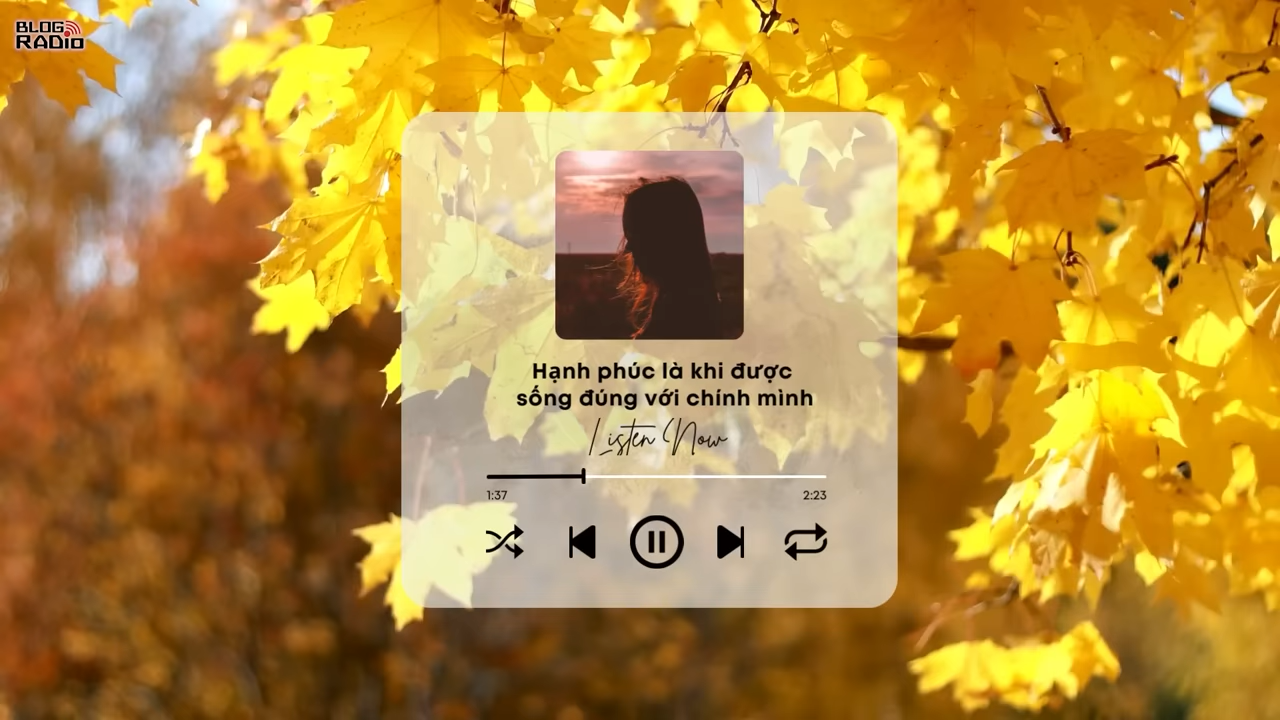 BLOG
RADIO
Hạnh phúc là khi được
sống đúng với chính mình
Listen Now
1:37
2:23